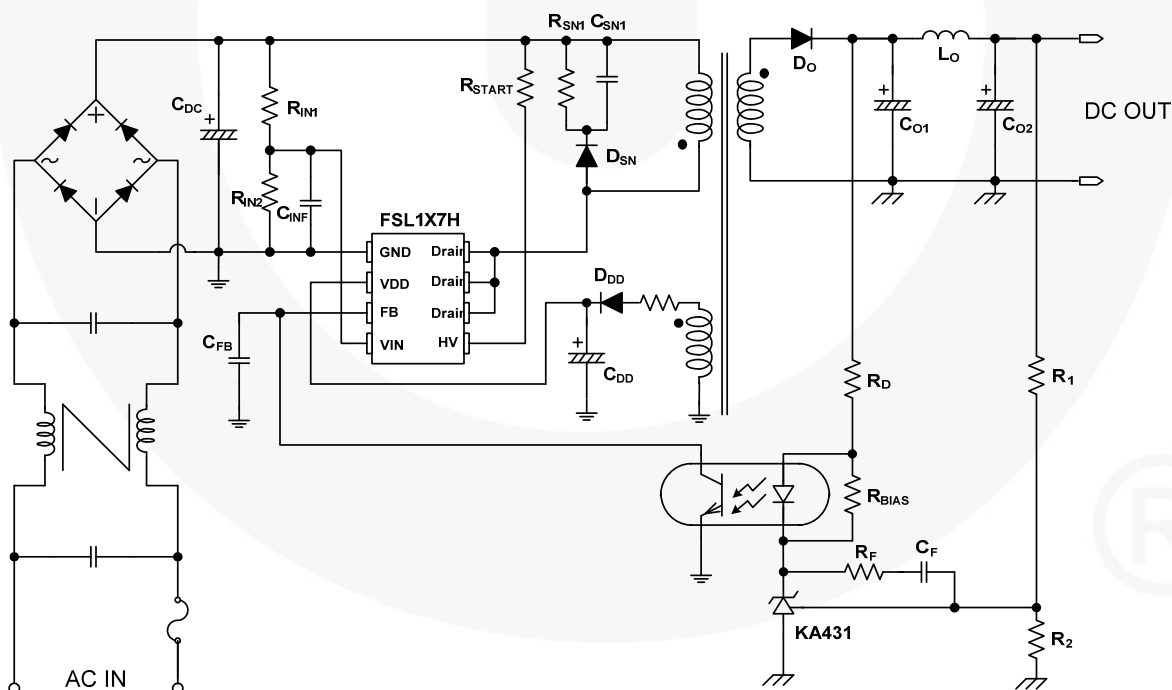 RSN1 CSN1
DO
LO
RSTART
CDC
+
RIN1
+
+
CO1
CO2
DC OUT
+
~
~
−
DSN
RIN2
CINF
FSL1X7H
GND
Drain
VDD
Drain
FB
Drain
VIN
HV
DDD
CFB
+
CDD
RD
R1
RBIAS
RF
CF
KA431
R2
AC IN
R